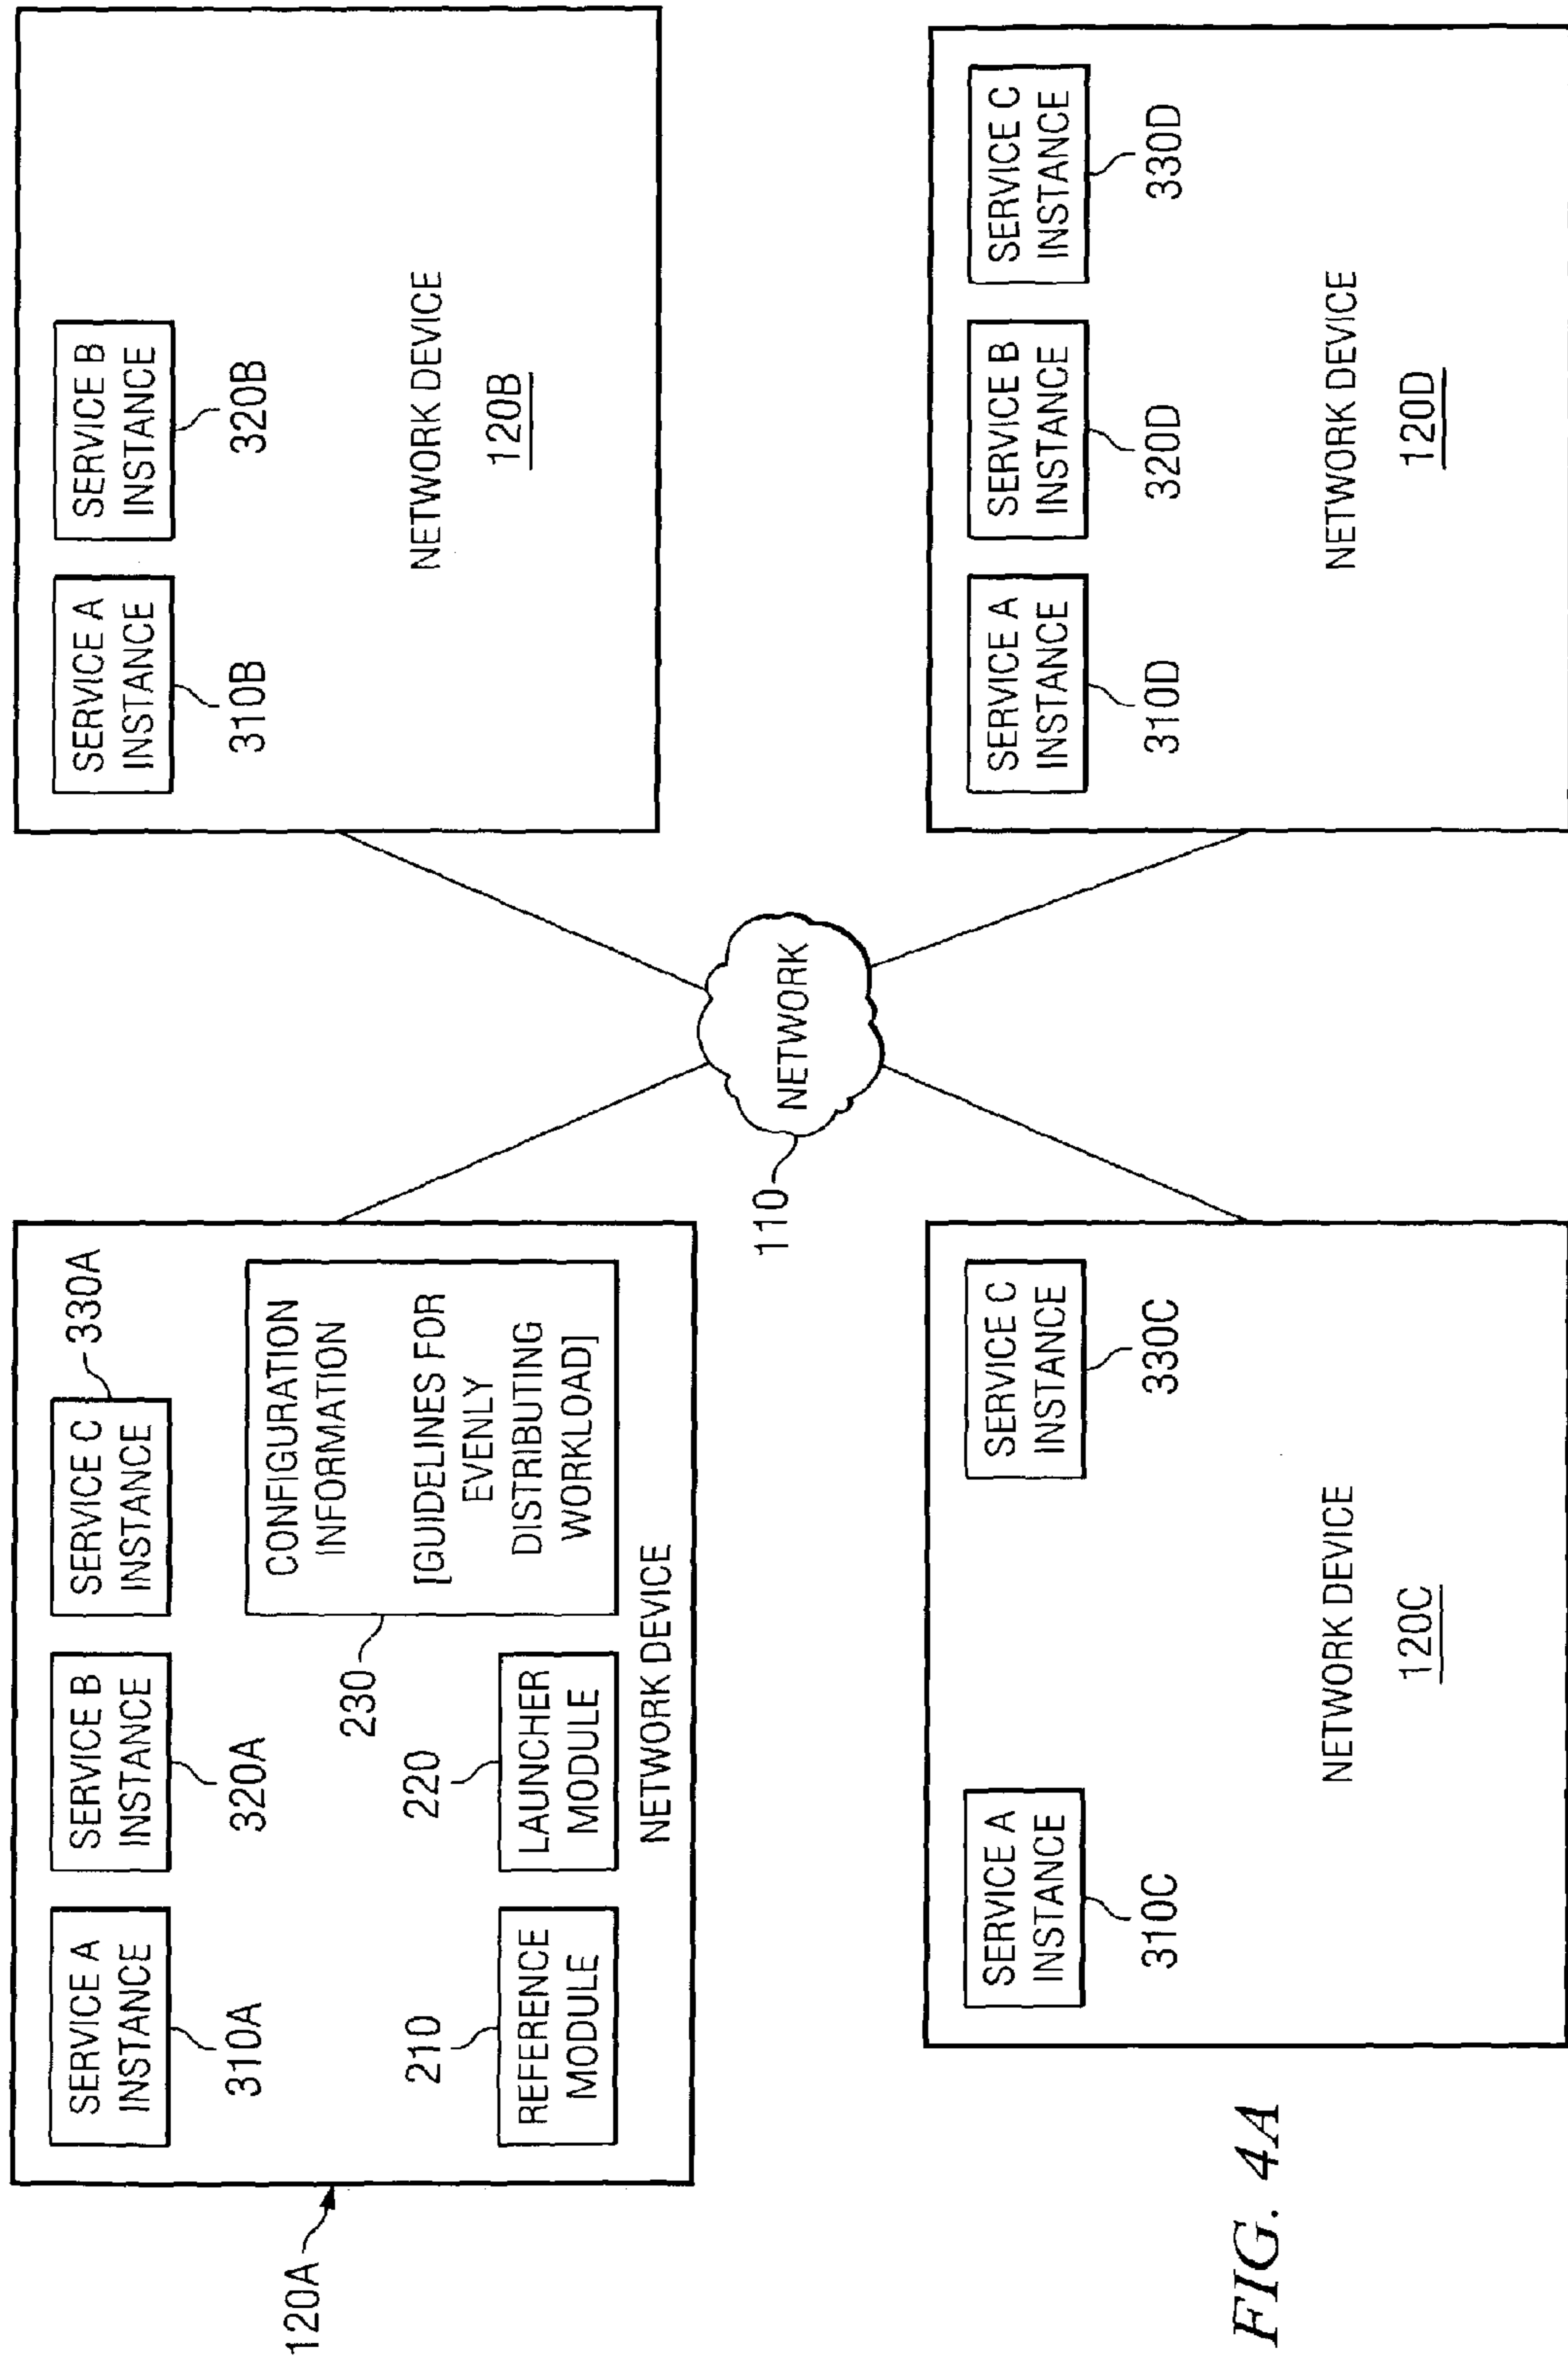 120A
SERVICE A
INSTANCE
310A
SERVICE B
INSTANCE
320A
SERVICE C
INSTANCE
330A
210
REFERENCE
MODULE
220
LAUNCHER
MODULE
230
CONFIGURATION
INFORMATION
[GUIDELINES FOR
EVENLY
DISTRIBUTING
WORKLOAD]
NETWORK DEVICE
SERVICE A
INSTANCE
310B
SERVICE B
INSTANCE
320B
NETWORK DEVICE
120B
110
NETWORK
SERVICE A
INSTANCE
310C
SERVICE C
INSTANCE
330C
NETWORK DEVICE
120C
SERVICE A
INSTANCE
310D
SERVICE B
INSTANCE
320D
SERVICE C
INSTANCE
330D
NETWORK DEVICE
120D
FIG. 4A